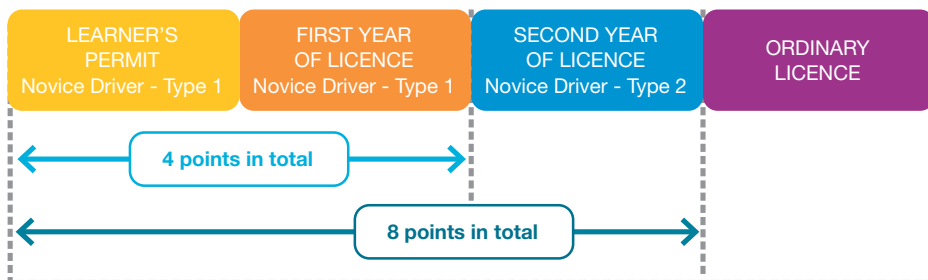 LEARNER'S
PERMIT
Novice Driver - Type 1
FIRST YEAR
OF LICENCE
Novice Driver - Type 1
SECOND YEAR
OF LICENCE
Novice Driver - Type 2
ORDINARY
LICENCE
4 points in total
8 points in total